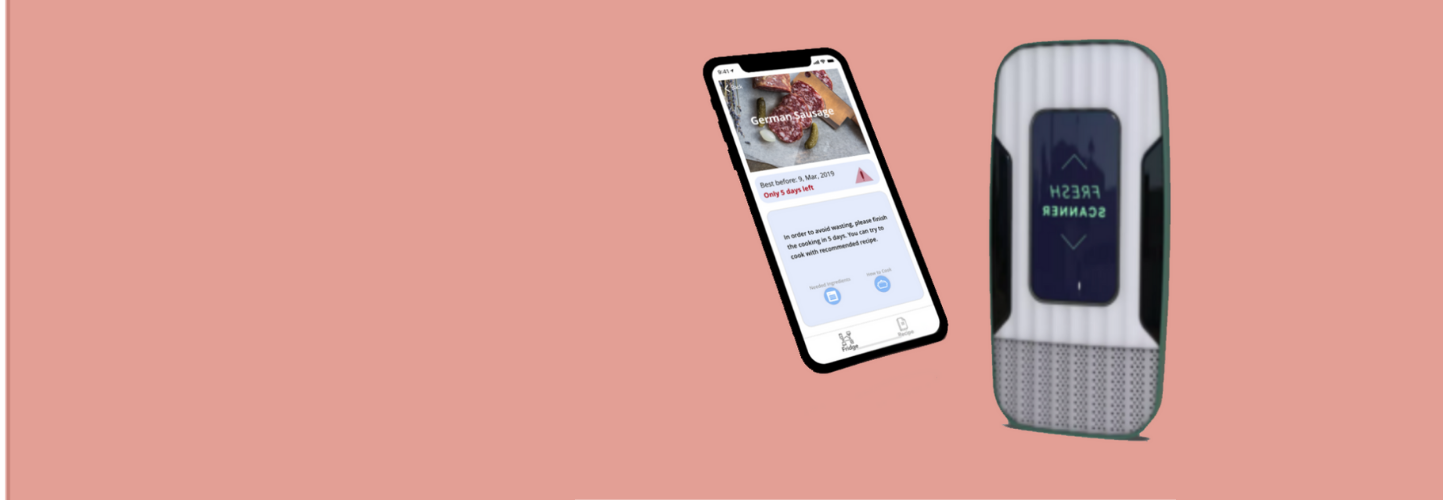 9:41
Back
German Sausage
Best before: 9, Mar, 2019
Only 5 days left
In order to avoid wasting, please finish
the cooking in 5 days. You can try to
cook with recommended recipe.
Needed Ingredients
How to Cook
Fridge
Recipe
FRESH
SCANNER